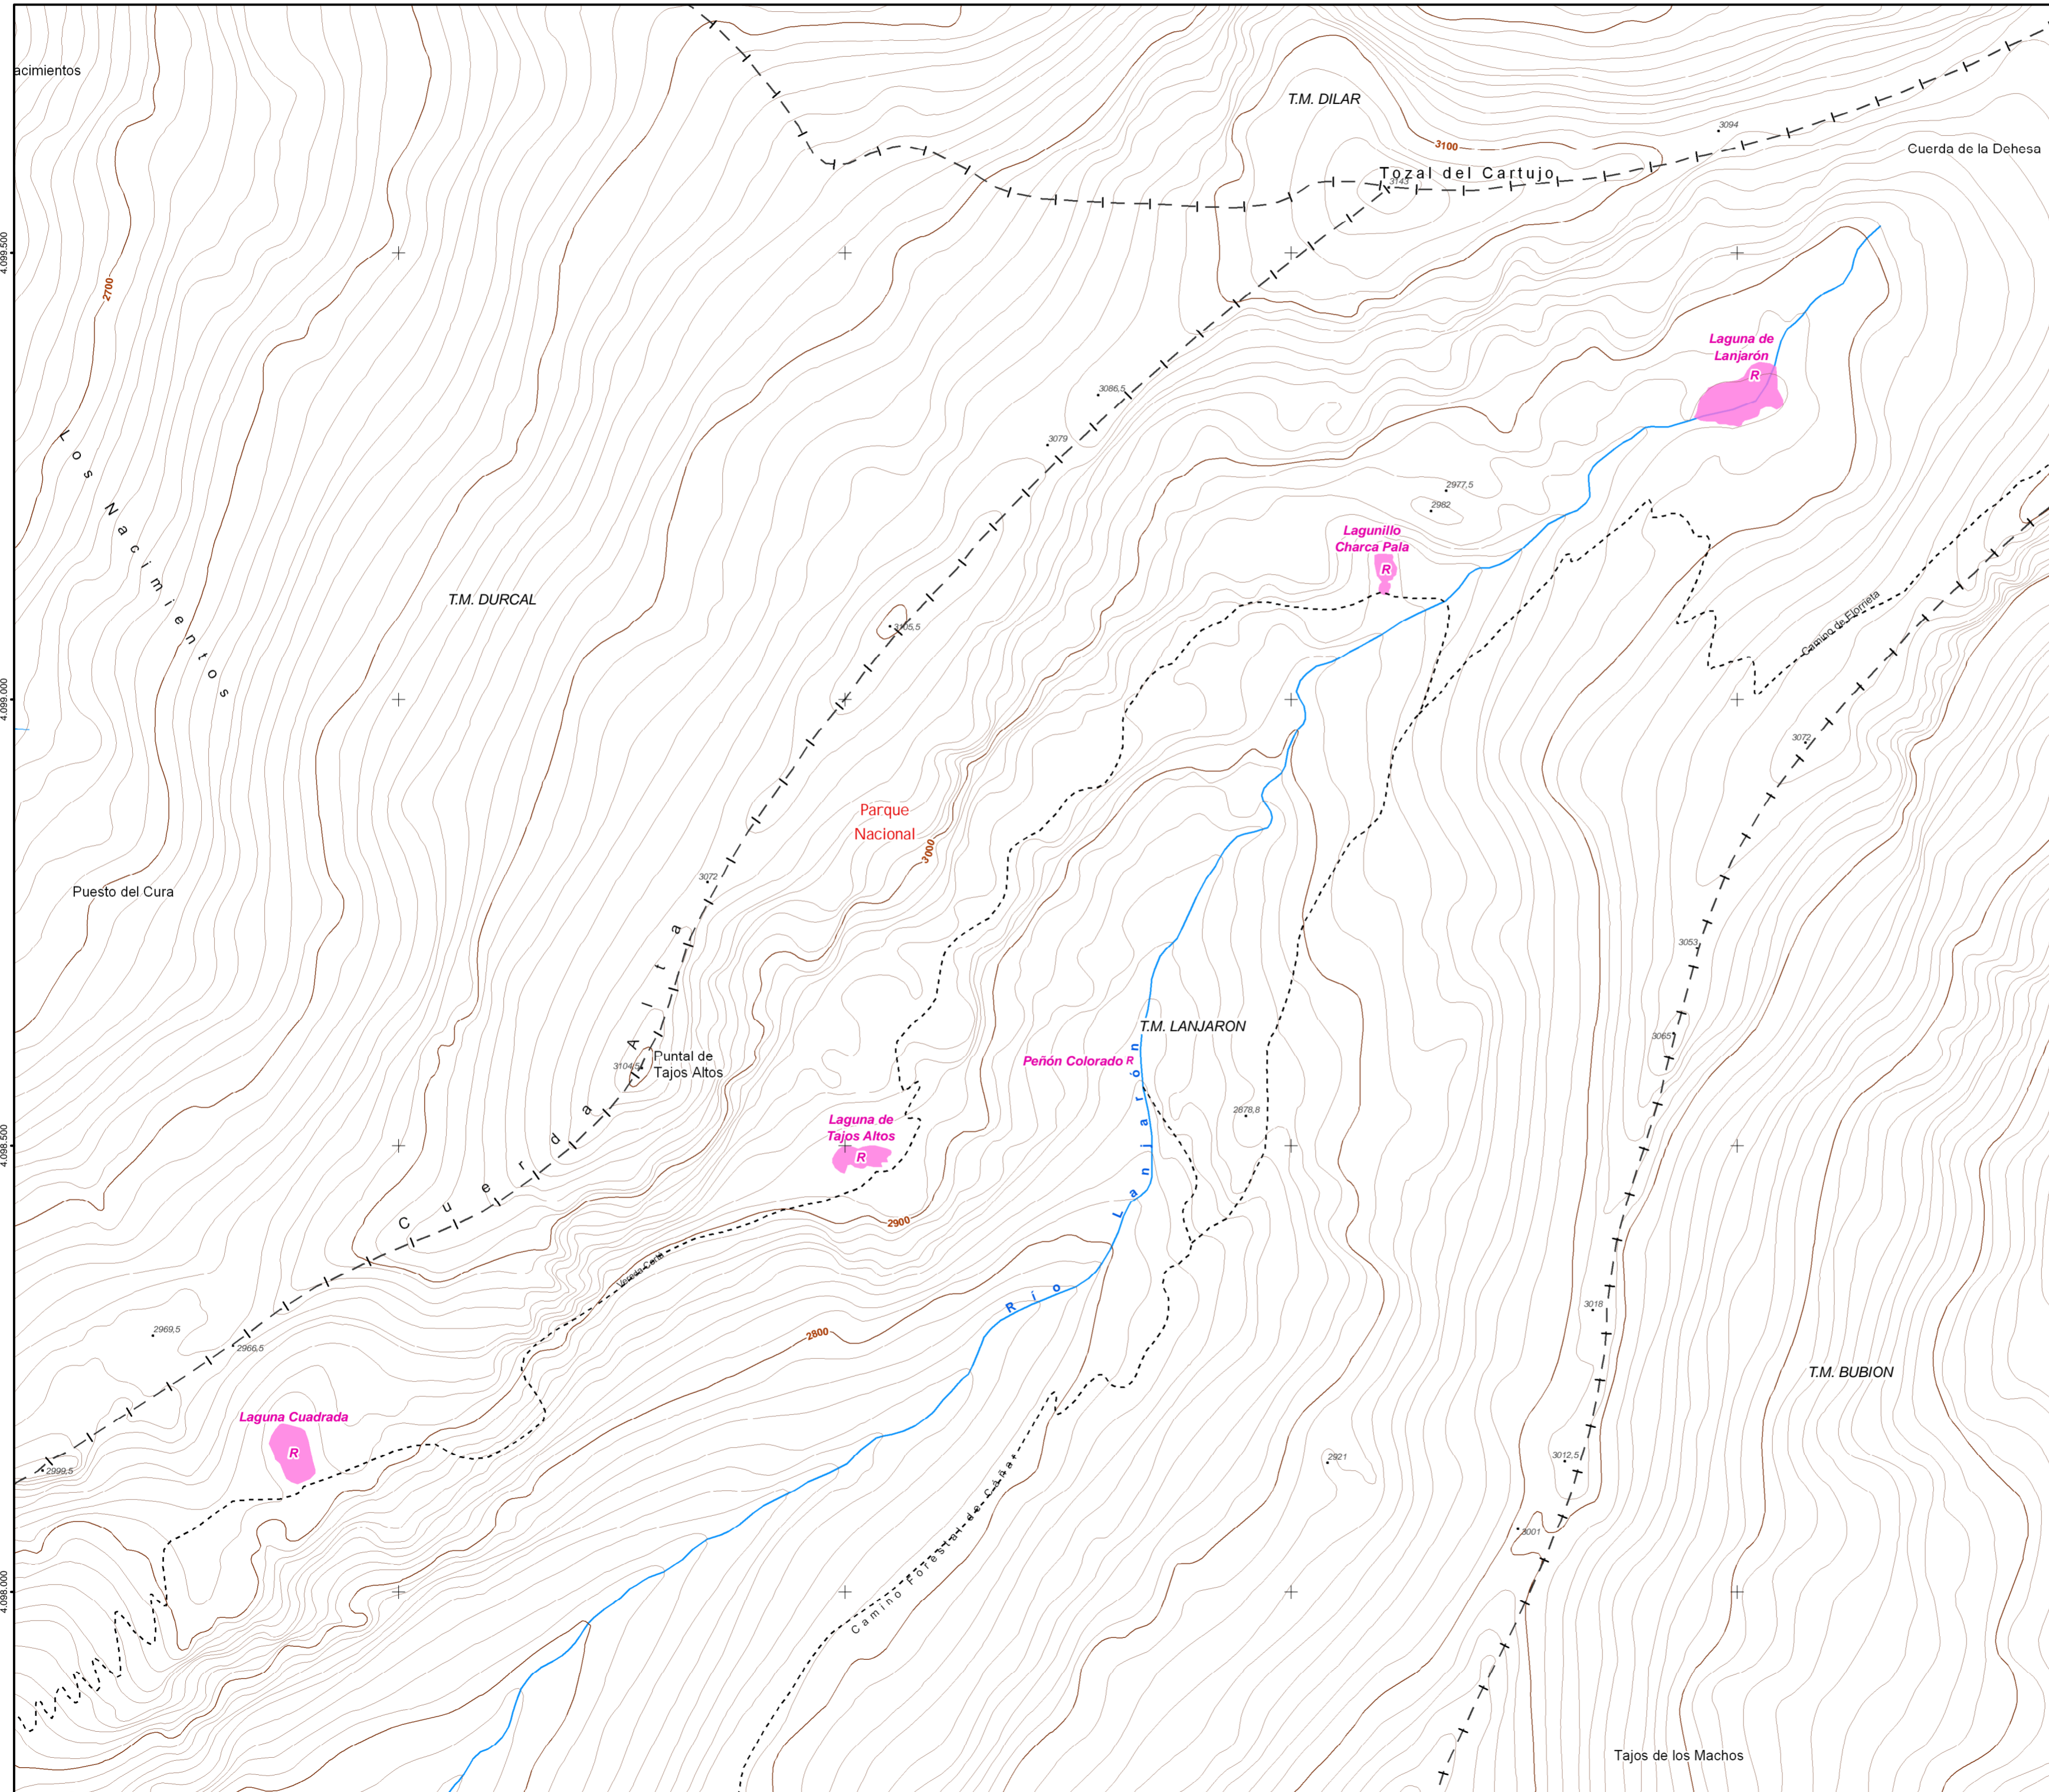 acimientos
T.M. DILAR
3094
3100
Cuerda de la Dehesa
Tozal del Cartujo
3143
4.099.500
2700
Laguna de
Lanjarón
R
3086,5
3079
Los Nacimientos
2977,5
2982
Lagunillo
Charca Pala
R
T.M. DURCAL
3105,5
Camino de Elorrieta
4.099.000
3072
Parque
Nacional
3000
3072
Puesto del Cura
3053
T.M. LANJARON
3065
Peñón Colorado R
Puntal de
Tajos Altos
3104,5
Cuerda Alta
2878,8
Laguna de
Tajos Altos
R
4.098.500
2900
Río Lanjarón
Vereda Corta
3018
2800
2969,5
2966,5
T.M. BUBION
Laguna Cuadrada
R
2999,5
2921
3012,5
3001
Camino Forestal de Cáñar
4.098.000
Tajos de los Machos